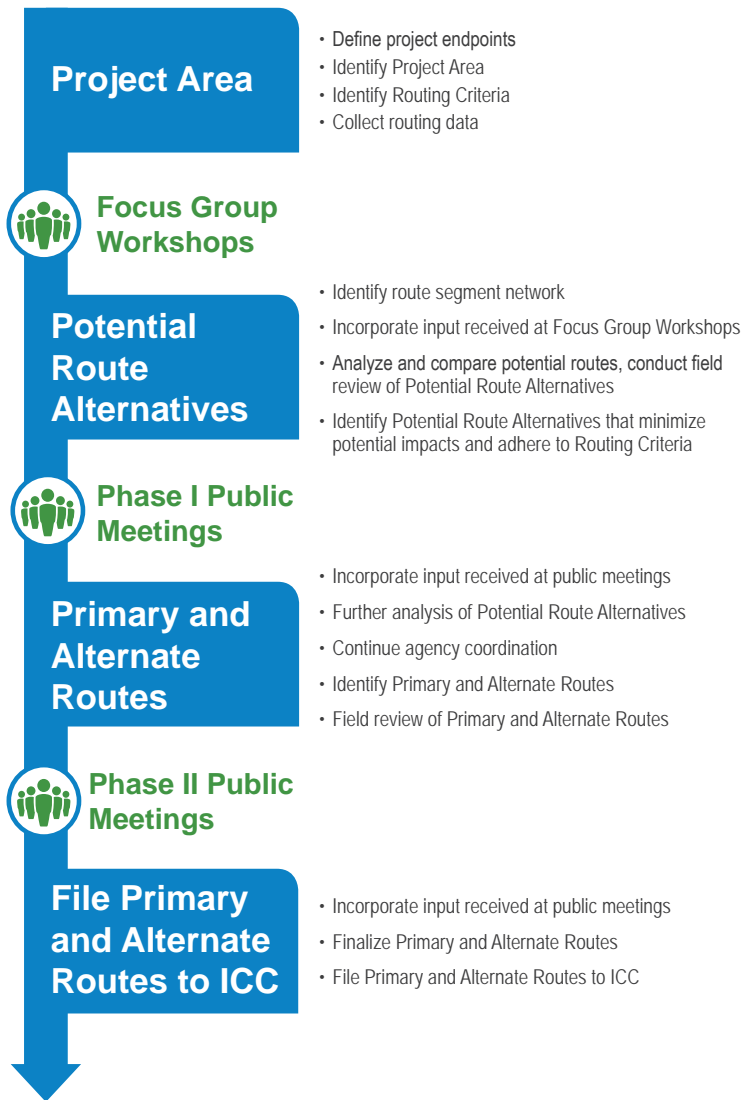 Project Area
• Define project endpoints
• Identify Project Area
• Identify Routing Criteria
• Collect routing data
Focus Group
Workshops
Potential
Route
Alternatives
• Identify route segment network
• Incorporate input received at Focus Group Workshops
• Analyze and compare potential routes, conduct field
review of Potential Route Alternatives
• Identify Potential Route Alternatives that minimize
potential impacts and adhere to Routing Criteria
Phase I Public
Meetings
Primary and
Alternate
Routes
• Incorporate input received at public meetings
• Further analysis of Potential Route Alternatives
• Continue agency coordination
• Identify Primary and Alternate Routes
• Field review of Primary and Alternate Routes
Phase II Public
Meetings
File Primary
and Alternate
Routes to ICC
• Incorporate input received at public meetings
• Finalize Primary and Alternate Routes
• File Primary and Alternate Routes to ICC